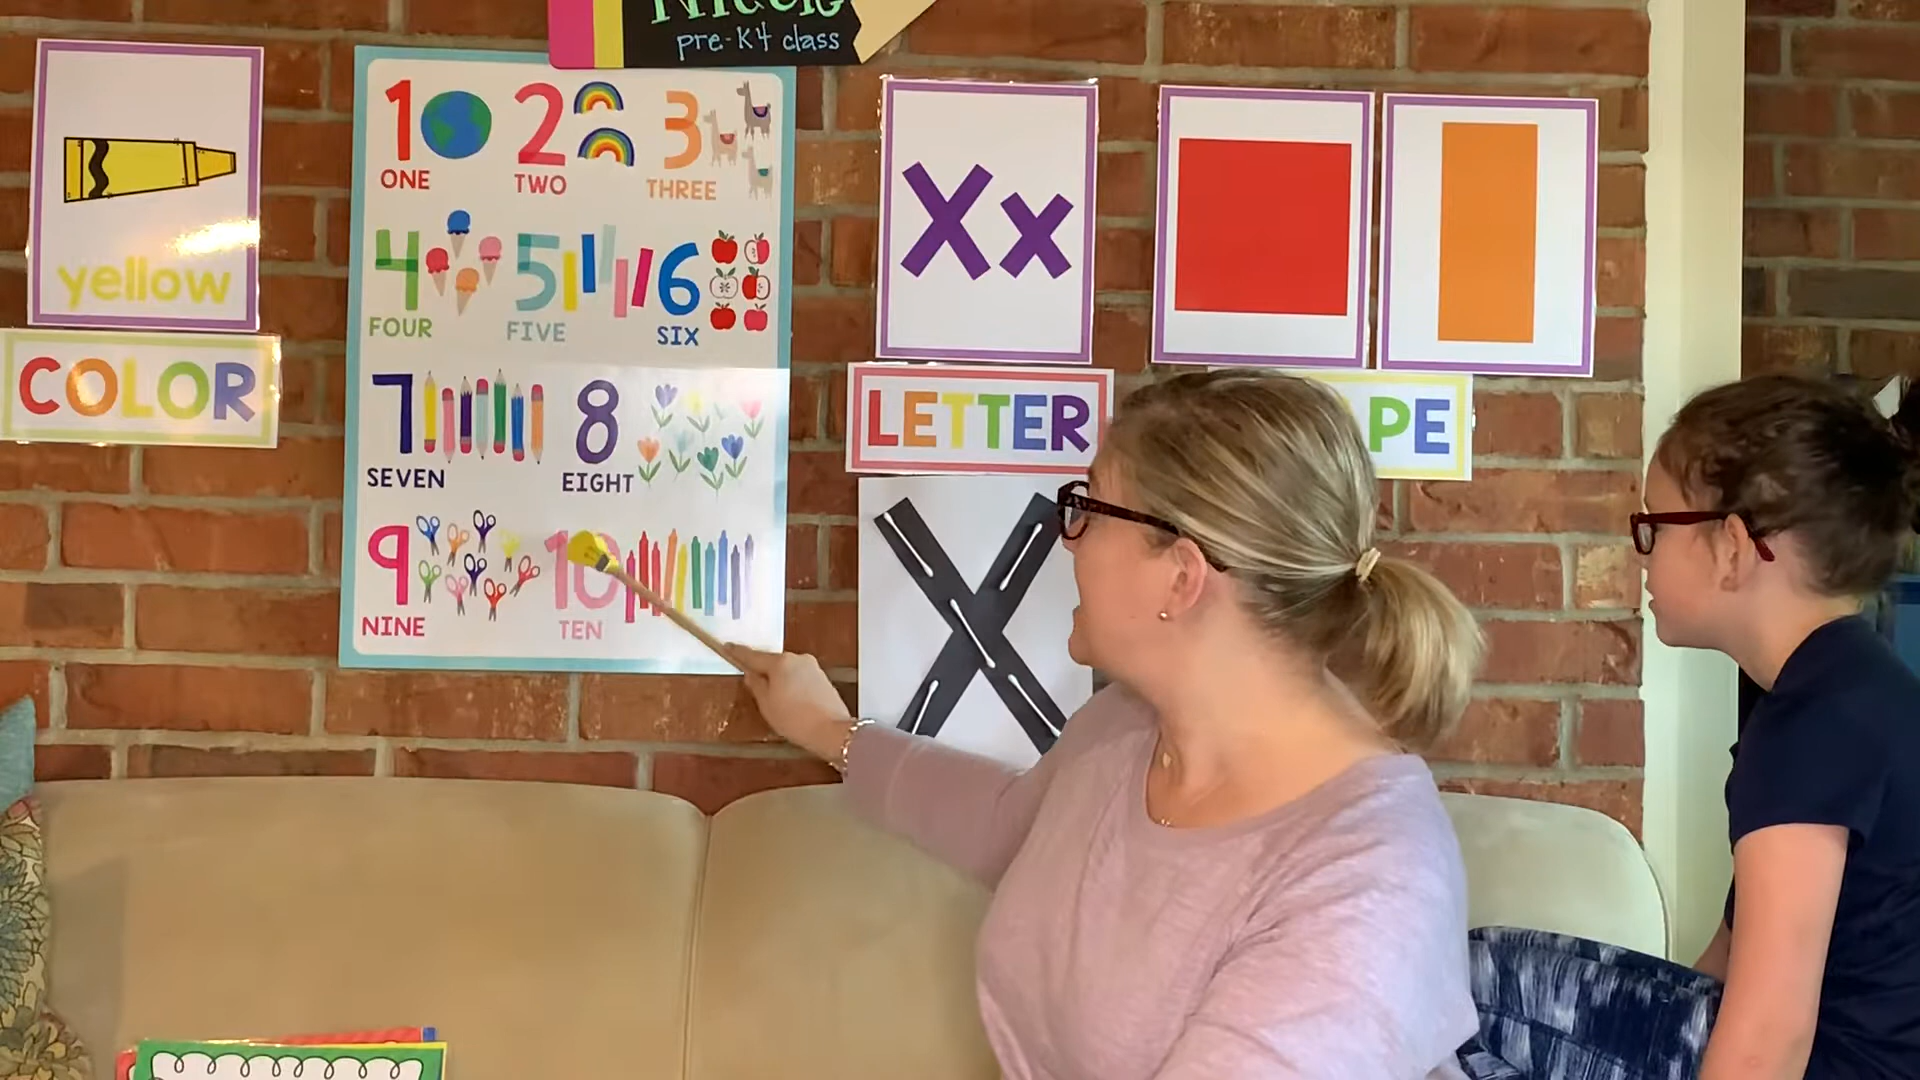 pre-K4 class
yellow
COLOR
1 2 3
ONE TWO THREE
4 5 6
FOUR FIVE SIX
7 8
SEVEN EIGHT
9 10
NINE TEN
Xx
LETTER
PE
X